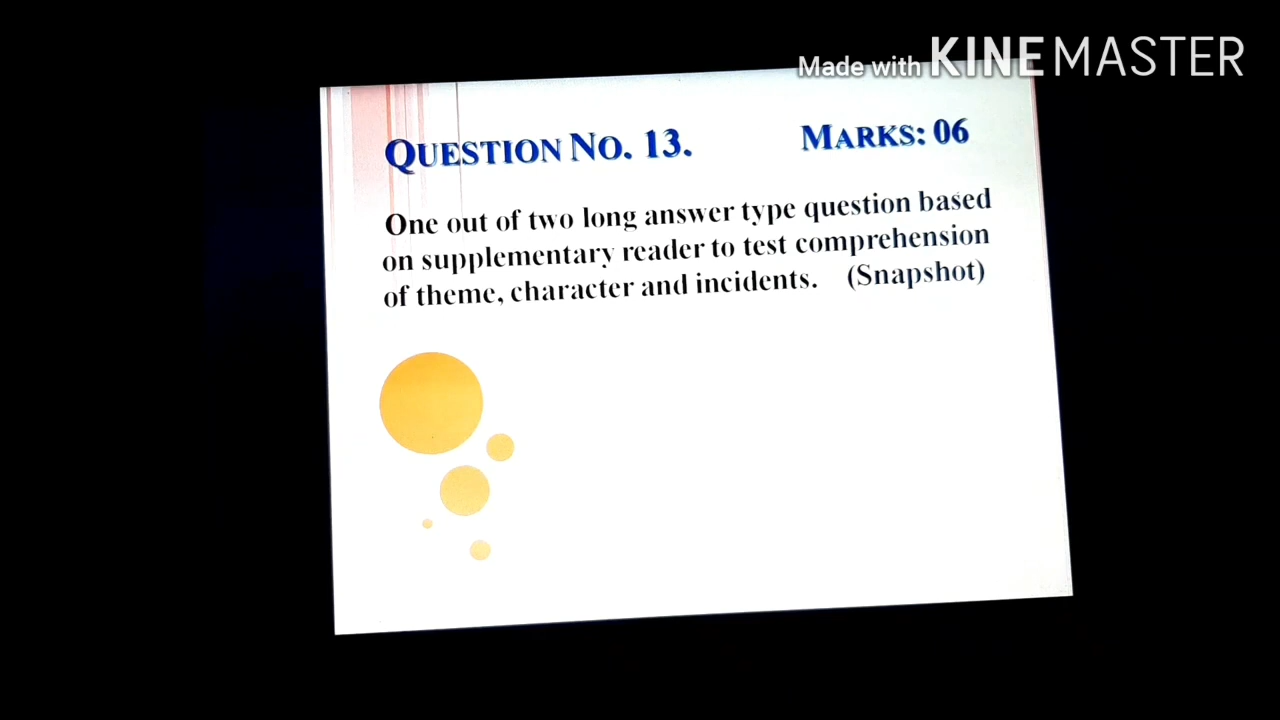 Made with KINEMASTER
QUESTION NO. 13. MARKS: 06
One out of two long answer type question based
on supplementary reader to test comprehension
of theme, character and incidents. (Snapshot)